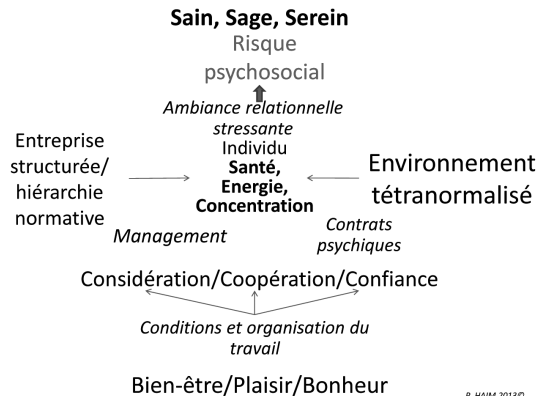 Sain, Sage, Serein
Risque
psychosocial
Ambiance relationnelle
stressante
Individu
Santé,
Energie,
Concentration
Entreprise
structurée/
hiérarchie
normative
Environnement
tétranormalisé
Management
Contrats
psychiques
Considération/Coopération/Confiance
Conditions et organisation du
travail
Bien-être/Plaisir/Bonheur
P. HAIM 2013©